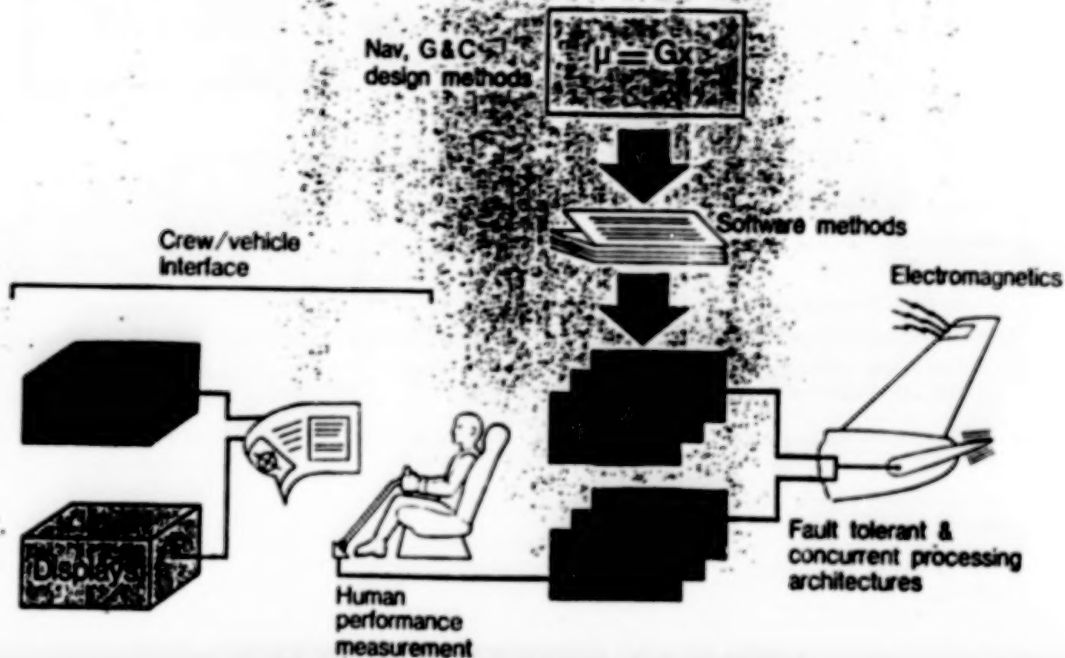 Nav, G&C
design methods
μ = Gx
Software methods
Crew/vehicle
Interface
Electromagnetics
Displays
Fault tolerant &
concurrent processing
architectures
Human
performance
measurement